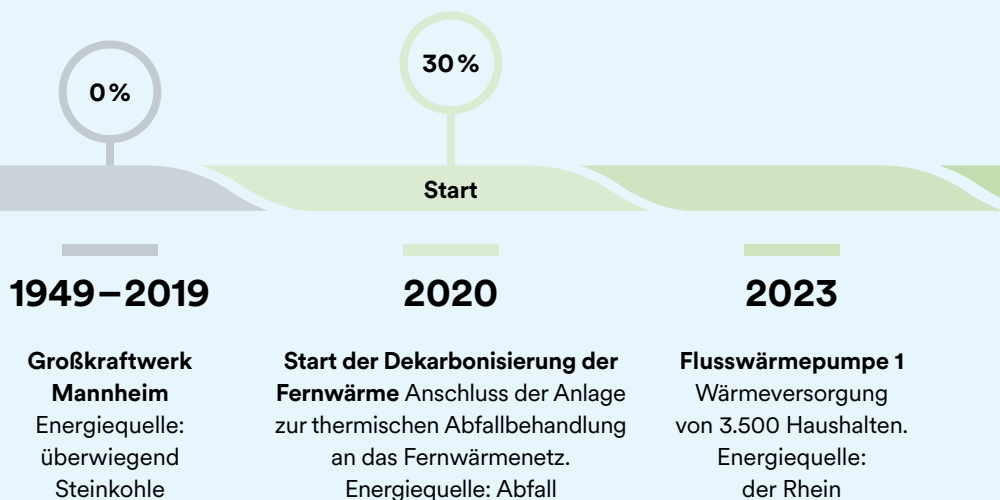 0 %
30 %
Start
1949 – 2019
Großkraftwerk
Mannheim
Energiequelle:
überwiegend
Steinkohle
2020
Start der Dekarbonisierung der
Fernwärme Anschluss der Anlage
zur thermischen Abfallbehandlung
an das Fernwärmenetz.
Energiequelle: Abfall
2023
Flusswärmepumpe 1
Wärmeversorgung
von 3.500 Haushalten.
Energiequelle:
der Rhein